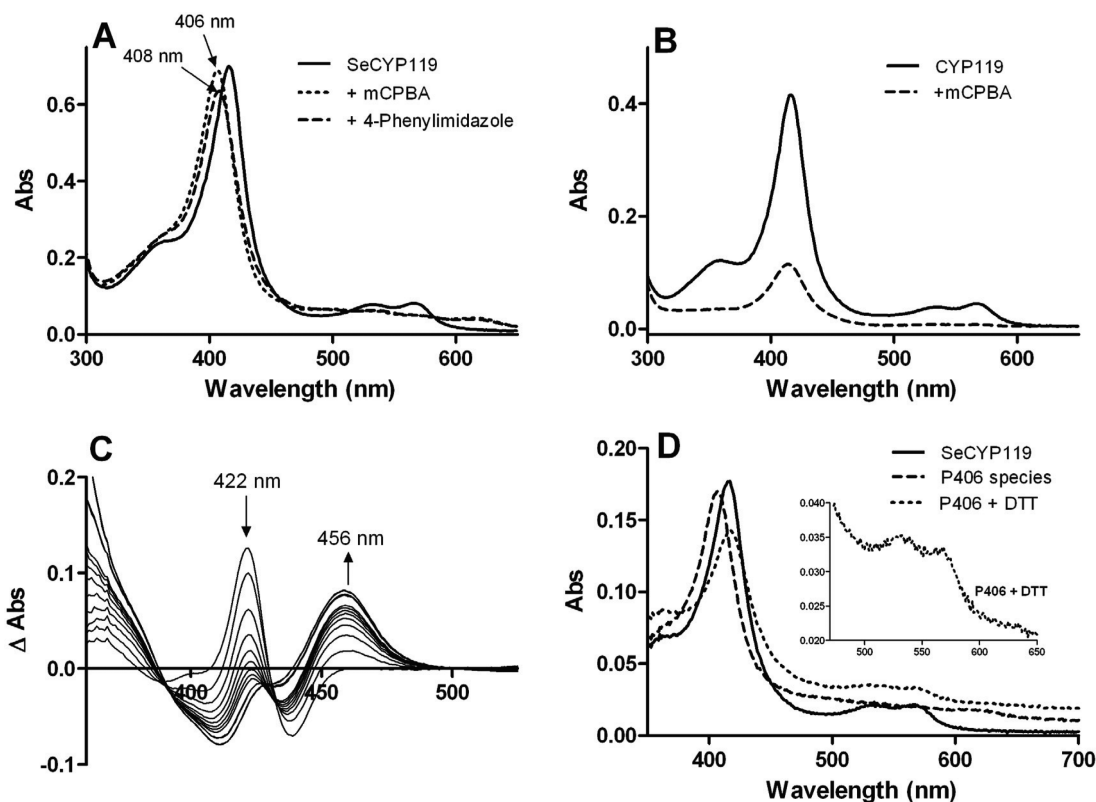 A
406 nm
408 nm
SeCYP119
+ mCPBA
+ 4-Phenylimidazole
Abs
0.6
0.4
0.2
0.0
300
400
500
600
Wavelength (nm)
B
CYP119
+mCPBA
Abs
0.4
0.2
0.0
300
400
500
600
Wavelength (nm)
C
422 nm
456 nm
Δ Abs
0.2
0.1
0.0
-0.1
400
450
500
D
SeCYP119
P406 species
P406 + DTT
Abs
0.20
0.15
0.10
0.05
0.00
400
500
600
700
Wavelength (nm)
0.040
0.035
0.030
0.025
0.020
500
550
600
650
P406 + DTT